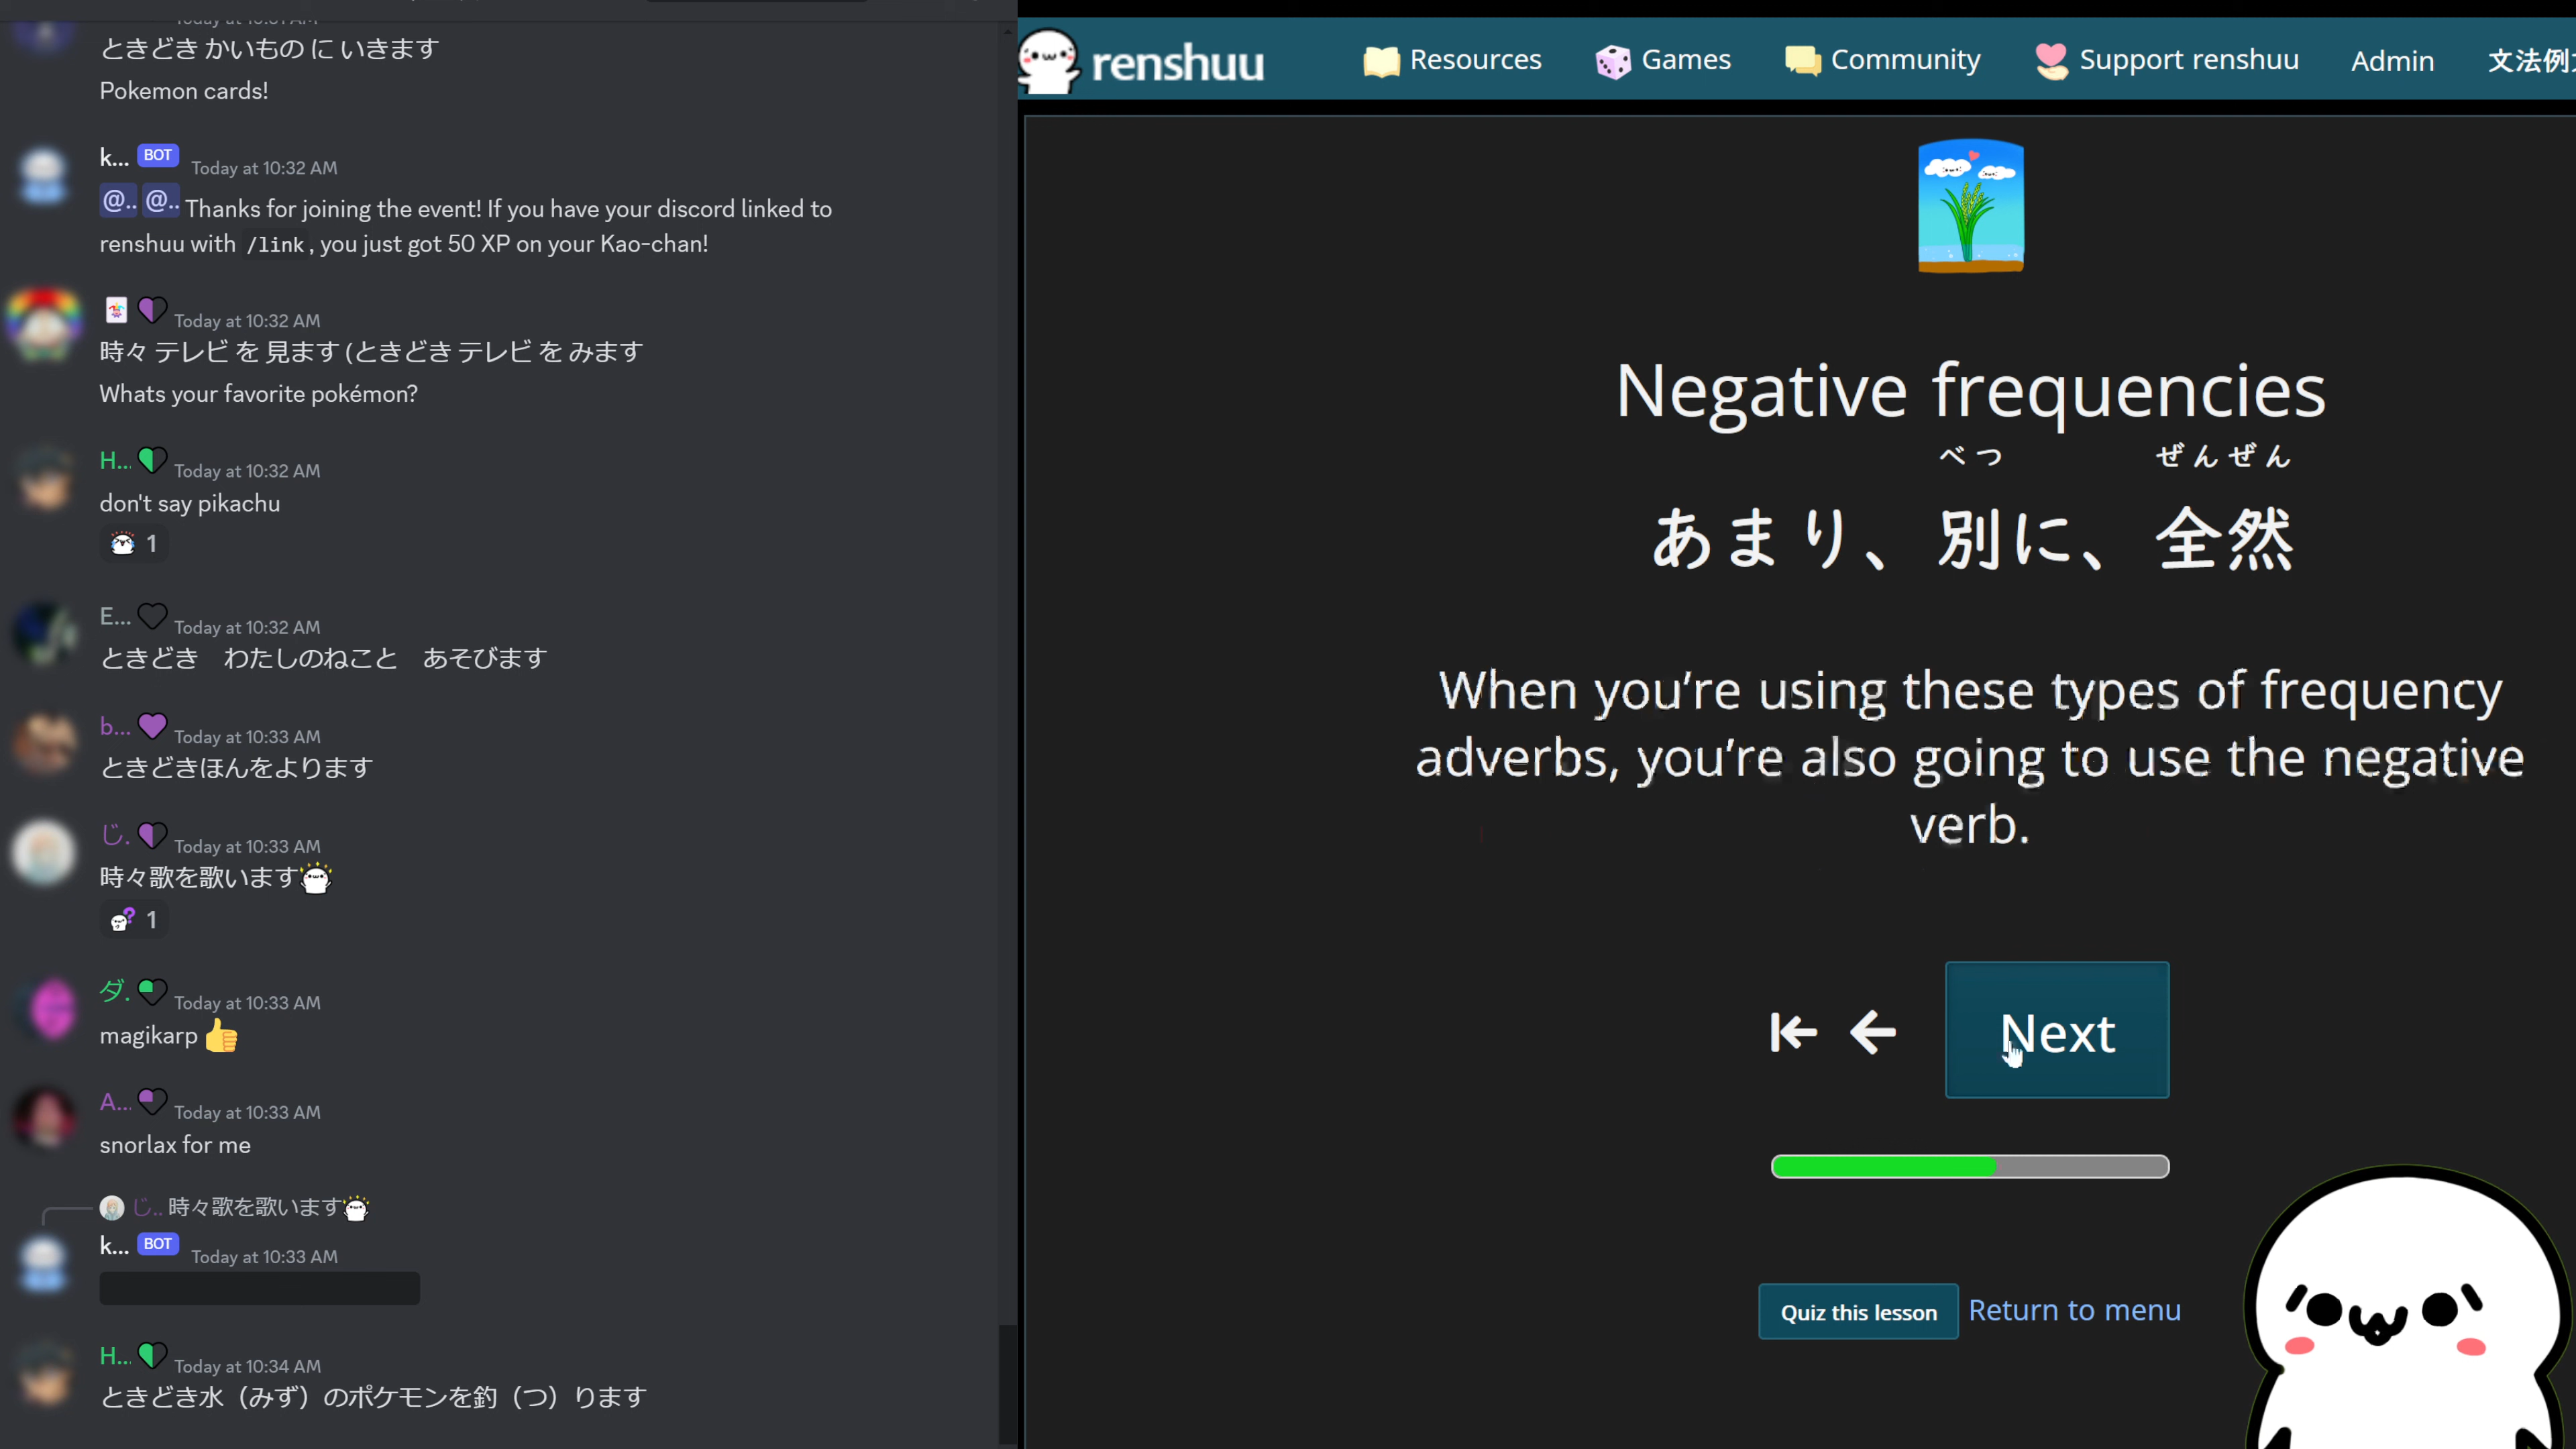 ときどき かいもの に いきます
Pokemon cards!
k... BOT Today at 10:32 AM
@.. @.. Thanks for joining the event! If you have your discord linked to
renshuu with /link, you just got 50 XP on your Kao-chan!
Today at 10:32 AM
時々 テレビ を 見ます (ときどき テレビ を みます
Whats your favorite pokémon?
H... Today at 10:32 AM
don't say pikachu
1
E... Today at 10:32 AM
ときどき　わたしのねこと　あそびます
b... Today at 10:33 AM
ときどきほんをよります
じ. Today at 10:33 AM
時々歌を歌います
1
ダ. Today at 10:33 AM
magikarp
A... Today at 10:33 AM
snorlax for me
じ.. 時々歌を歌います
k... BOT Today at 10:33 AM
H... Today at 10:34 AM
ときどき水（みず）のポケモンを釣（つ）ります
renshuu
Resources
Games
Community
Support renshuu
Admin
文法例
Negative frequencies
べつ ぜんぜん
あまり、別に、全然
When you're using these types of frequency
adverbs, you're also going to use the negative
verb.
Next
Quiz this lesson
Return to menu